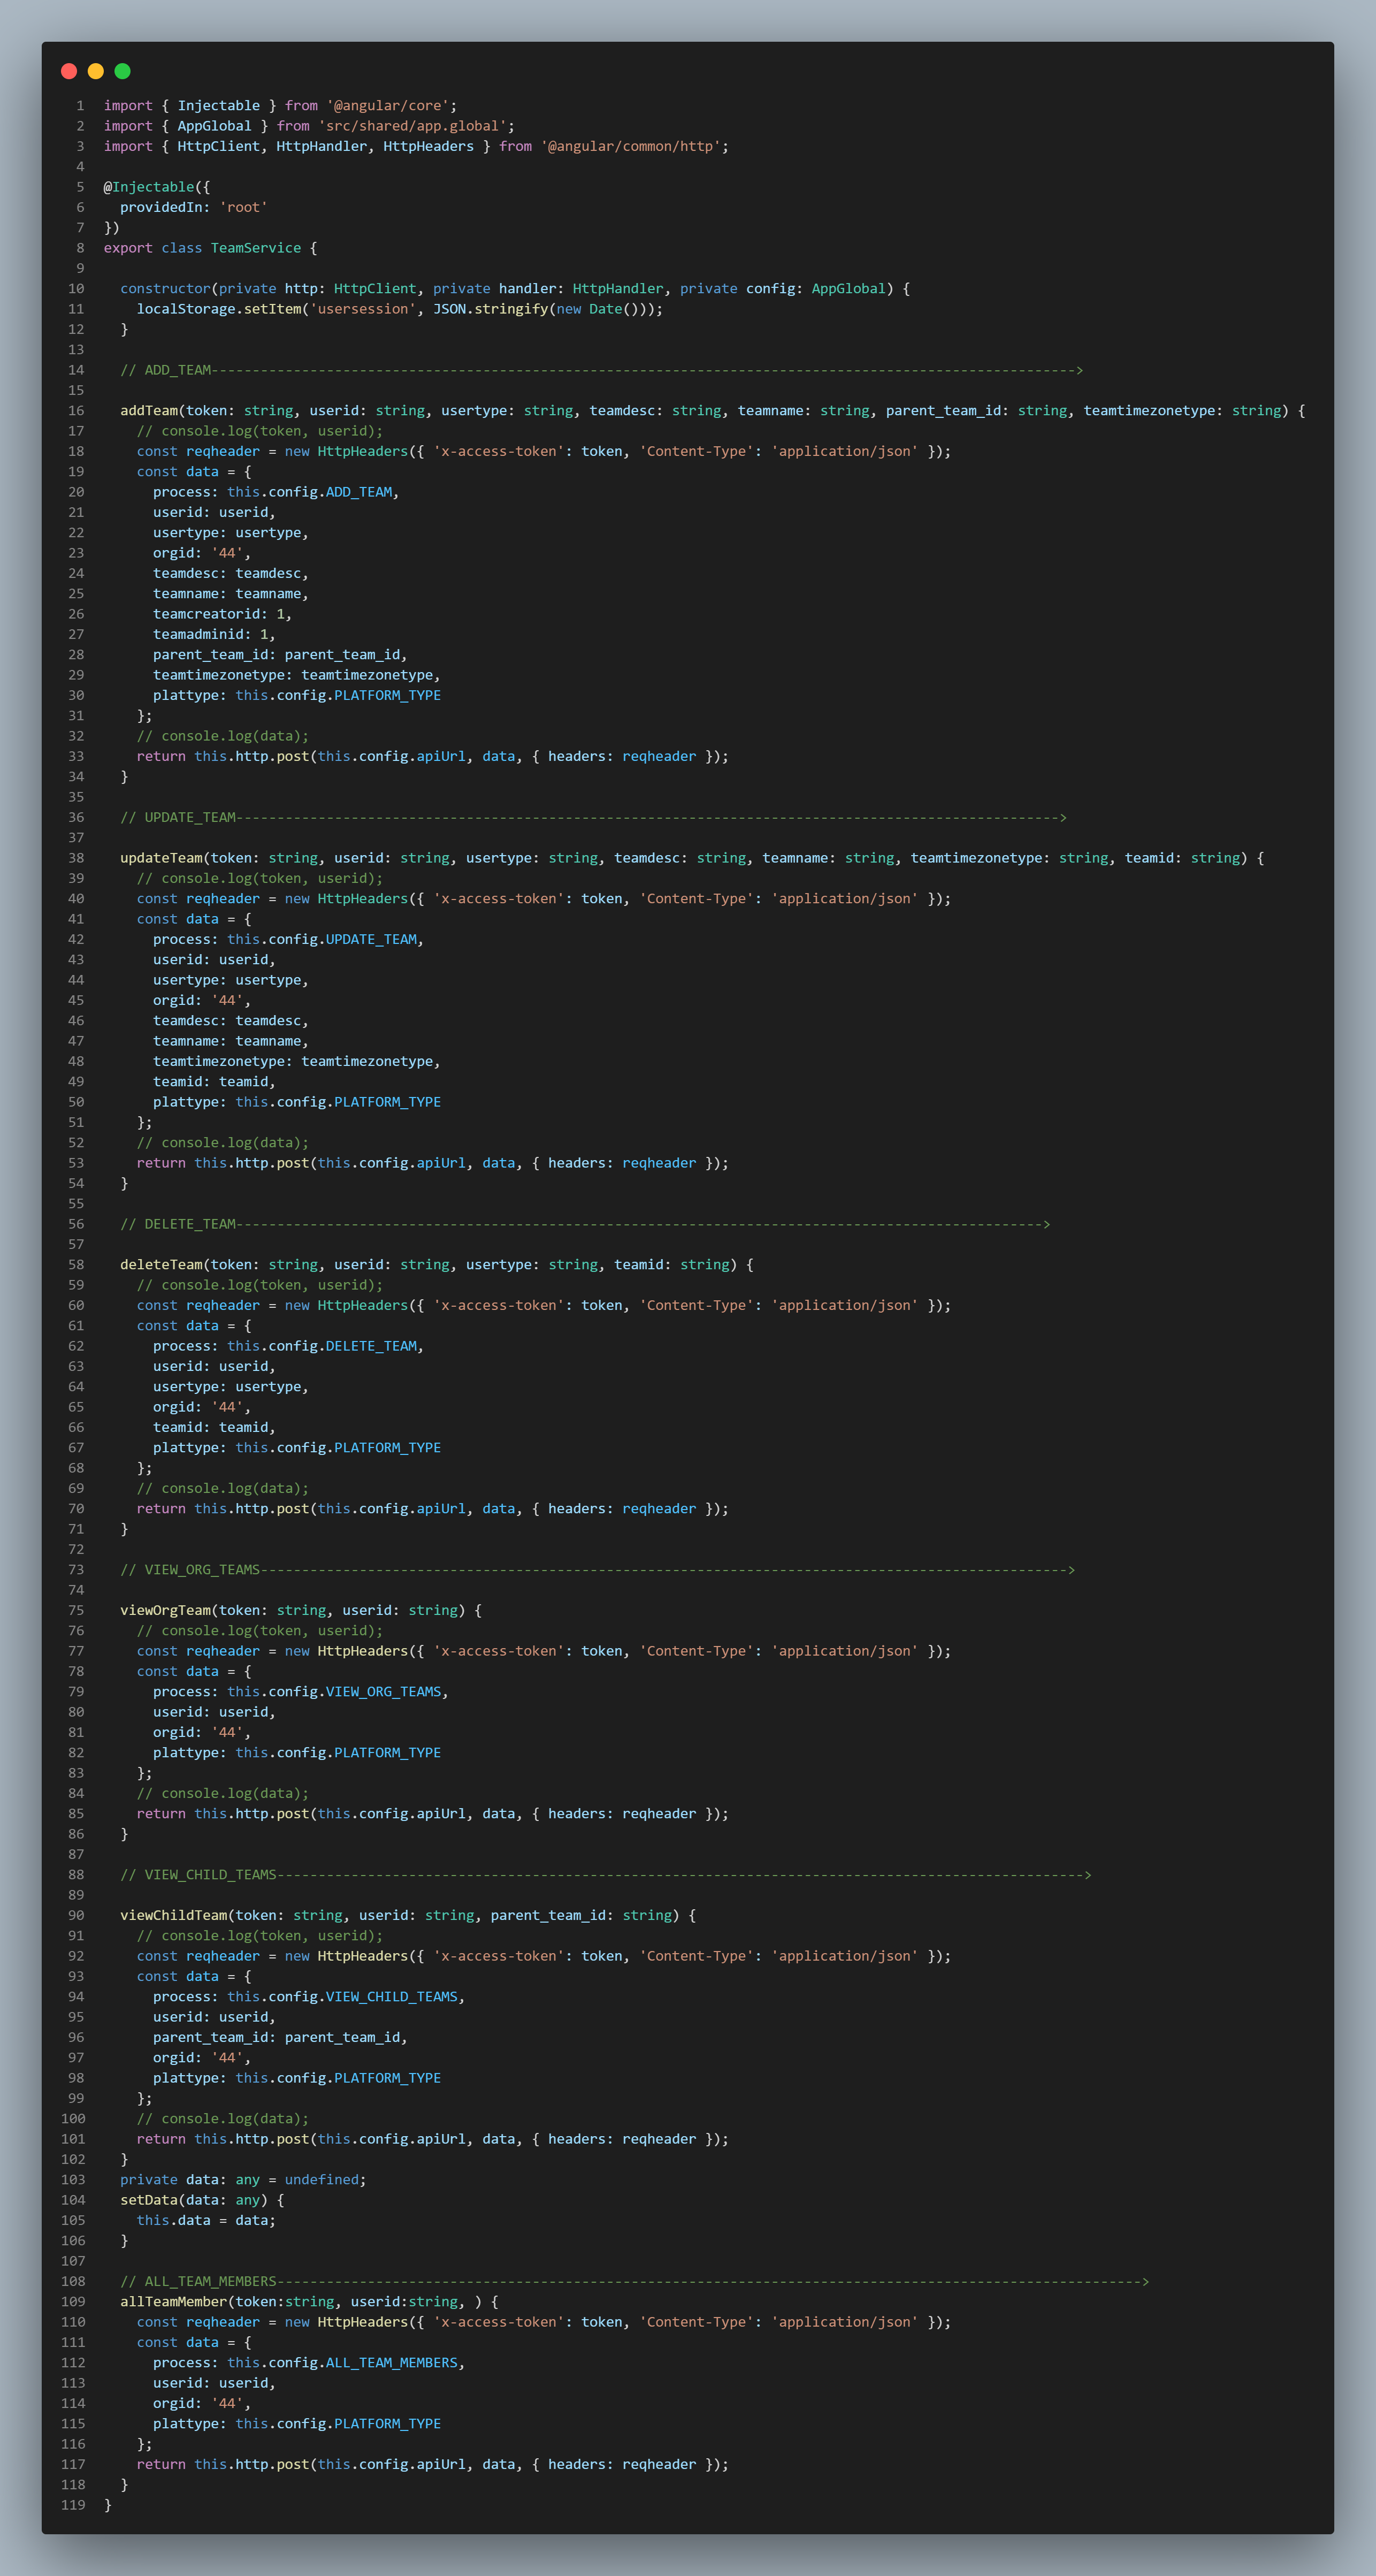 1 import { Injectable } from '@angular/core';
2 import { AppGlobal } from 'src/shared/app.global';
3 import { HttpClient, HttpHandler, HttpHeaders } from '@angular/common/http';
4
5 @Injectable({
6   providedIn: 'root'
7 })
8 export class TeamService {
9
10   constructor(private http: HttpClient, private handler: HttpHandler, private config: AppGlobal) {
11     localStorage.setItem('usersession', JSON.stringify(new Date()));
12   }
13
14   // ADD_TEAM--------------------------------------------------------------------------------------------------------->
15
16   addTeam(token: string, userid: string, usertype: string, teamdesc: string, teamname: string, parent_team_id: string, teamtimezonetype: string) {
17     // console.log(token, userid);
18     const reqheader = new HttpHeaders({ 'x-access-token': token, 'Content-Type': 'application/json' });
19     const data = {
20       process: this.config.ADD_TEAM,
21       userid: userid,
22       usertype: usertype,
23       orgid: '44',
24       teamdesc: teamdesc,
25       teamname: teamname,
26       teamcreatorid: 1,
27       teamadminid: 1,
28       parent_team_id: parent_team_id,
29       teamtimezonetype: teamtimezonetype,
30       plattype: this.config.PLATFORM_TYPE
31     };
32     // console.log(data);
33     return this.http.post(this.config.apiUrl, data, { headers: reqheader });
34   }
35
36   // UPDATE_TEAM---------------------------------------------------------------------------------------------------->
37
38   updateTeam(token: string, userid: string, usertype: string, teamdesc: string, teamname: string, teamtimezonetype: string, teamid: string) {
39     // console.log(token, userid);
40     const reqheader = new HttpHeaders({ 'x-access-token': token, 'Content-Type': 'application/json' });
41     const data = {
42       process: this.config.UPDATE_TEAM,
43       userid: userid,
44       usertype: usertype,
45       orgid: '44',
46       teamdesc: teamdesc,
47       teamname: teamname,
48       teamtimezonetype: teamtimezonetype,
49       teamid: teamid,
50       plattype: this.config.PLATFORM_TYPE
51     };
52     // console.log(data);
53     return this.http.post(this.config.apiUrl, data, { headers: reqheader });
54   }
55
56   // DELETE_TEAM-------------------------------------------------------------------------------------------------->
57
58   deleteTeam(token: string, userid: string, usertype: string, teamid: string) {
59     // console.log(token, userid);
60     const reqheader = new HttpHeaders({ 'x-access-token': token, 'Content-Type': 'application/json' });
61     const data = {
62       process: this.config.DELETE_TEAM,
63       userid: userid,
64       usertype: usertype,
65       orgid: '44',
66       teamid: teamid,
67       plattype: this.config.PLATFORM_TYPE
68     };
69     // console.log(data);
70     return this.http.post(this.config.apiUrl, data, { headers: reqheader });
71   }
72
73   // VIEW_ORG_TEAMS-------------------------------------------------------------------------------------------------->
74
75   viewOrgTeam(token: string, userid: string) {
76     // console.log(token, userid);
77     const reqheader = new HttpHeaders({ 'x-access-token': token, 'Content-Type': 'application/json' });
78     const data = {
79       process: this.config.VIEW_ORG_TEAMS,
80       userid: userid,
81       orgid: '44',
82       plattype: this.config.PLATFORM_TYPE
83     };
84     // console.log(data);
85     return this.http.post(this.config.apiUrl, data, { headers: reqheader });
86   }
87
88   // VIEW_CHILD_TEAMS-------------------------------------------------------------------------------------------------->
89
90   viewChildTeam(token: string, userid: string, parent_team_id: string) {
91     // console.log(token, userid);
92     const reqheader = new HttpHeaders({ 'x-access-token': token, 'Content-Type': 'application/json' });
93     const data = {
94       process: this.config.VIEW_CHILD_TEAMS,
95       userid: userid,
96       parent_team_id: parent_team_id,
97       orgid: '44',
98       plattype: this.config.PLATFORM_TYPE
99     };
100     // console.log(data);
101     return this.http.post(this.config.apiUrl, data, { headers: reqheader });
102   }
103   private data: any = undefined;
104   setData(data: any) {
105     this.data = data;
106   }
107
108   // ALL_TEAM_MEMBERS--------------------------------------------------------------------------------------------------------->
109   allTeamMember(token:string, userid:string, ) {
110     const reqheader = new HttpHeaders({ 'x-access-token': token, 'Content-Type': 'application/json' });
111     const data = {
112       process: this.config.ALL_TEAM_MEMBERS,
113       userid: userid,
114       orgid: '44',
115       plattype: this.config.PLATFORM_TYPE
116     };
117     return this.http.post(this.config.apiUrl, data, { headers: reqheader });
118   }
119 }